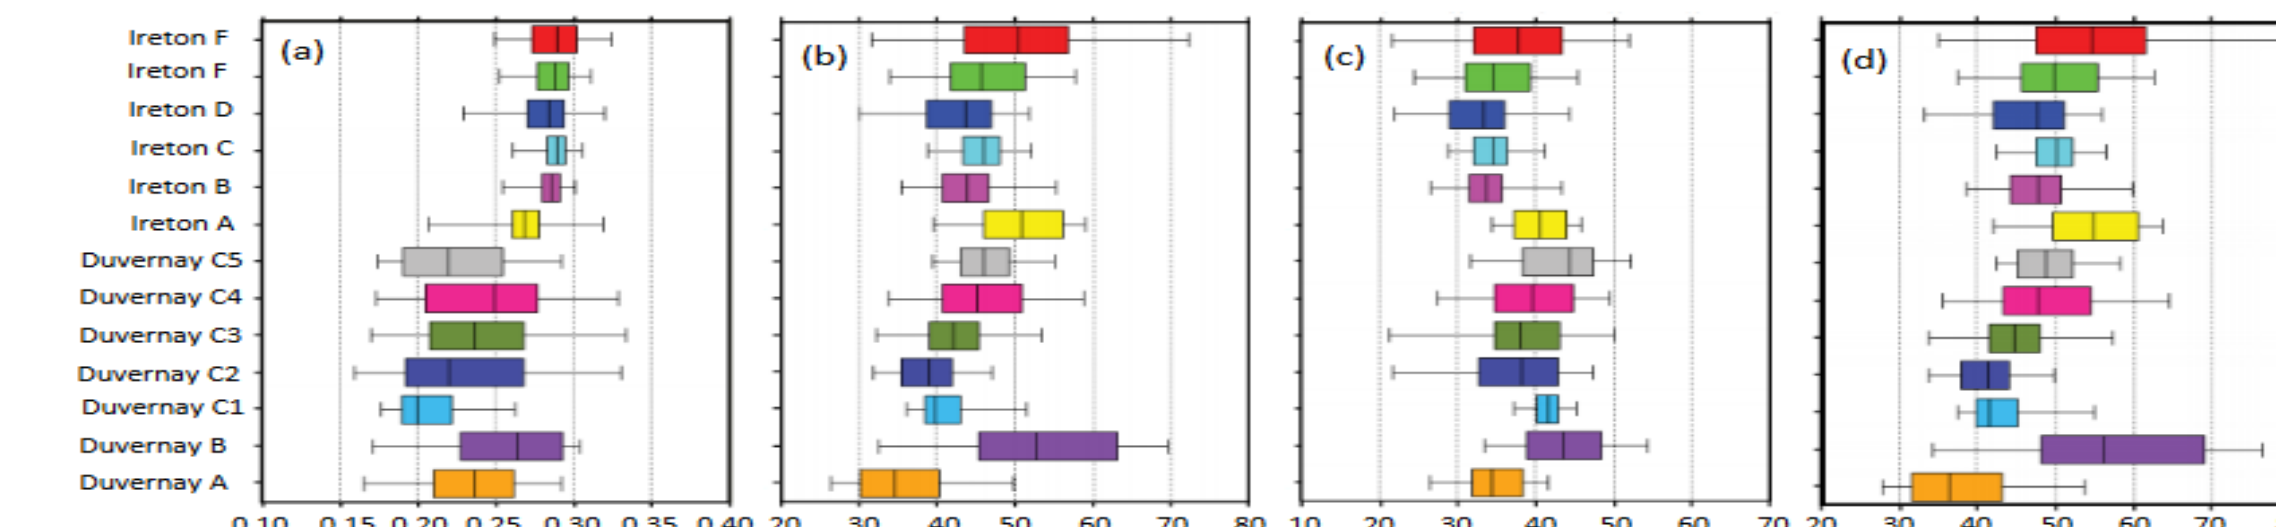 Ireton F
(a)
(b)
(c)
(d)
Ireton F
Ireton D
Ireton C
Ireton B
Ireton A
Duvernay C5
Duvernay C4
Duvernay C3
Duvernay C2
Duvernay C1
Duvernay B
Duvernay A
0.10 0.15 0.20 0.25 0.30 0.35 0.40 20 30 40 50 60 70 80 10 20 30 40 50 60 70 20 30 40 50 60 70